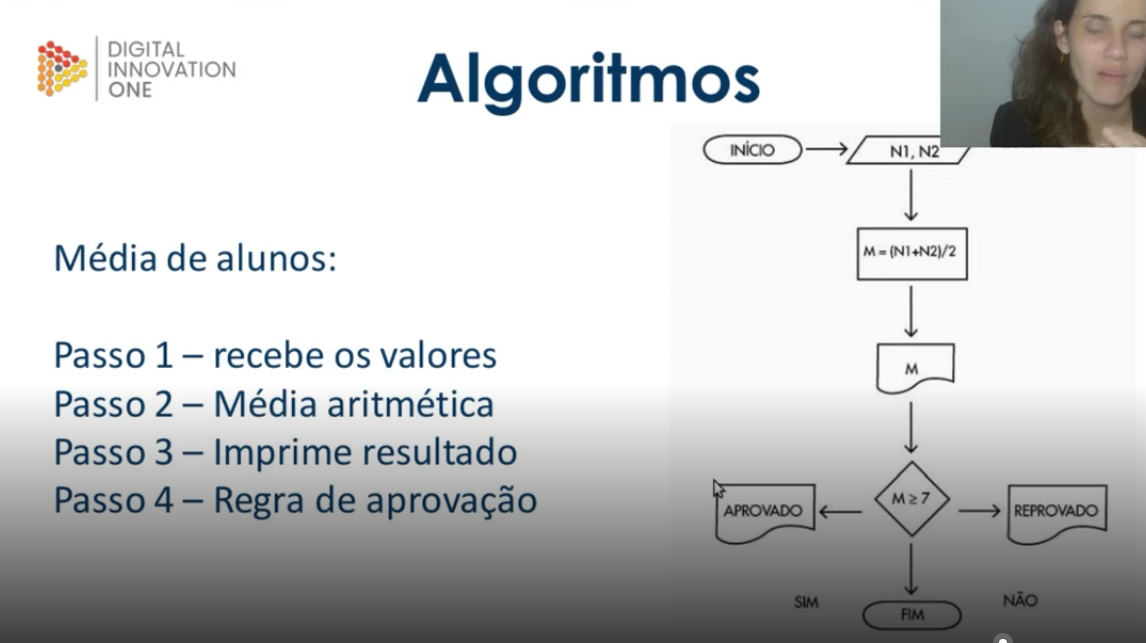 DIGITAL
INNOVATION
ONE
Algoritmos
Média de alunos:
Passo 1 – recebe os valores
Passo 2 – Média aritmética
Passo 3 – Imprime resultado
Passo 4 – Regra de aprovação
INÍCIO
N1, N2
M = (N1+N2)/2
M
M ≥ 7
APROVADO
REPROVADO
SIM
NÃO
FIM